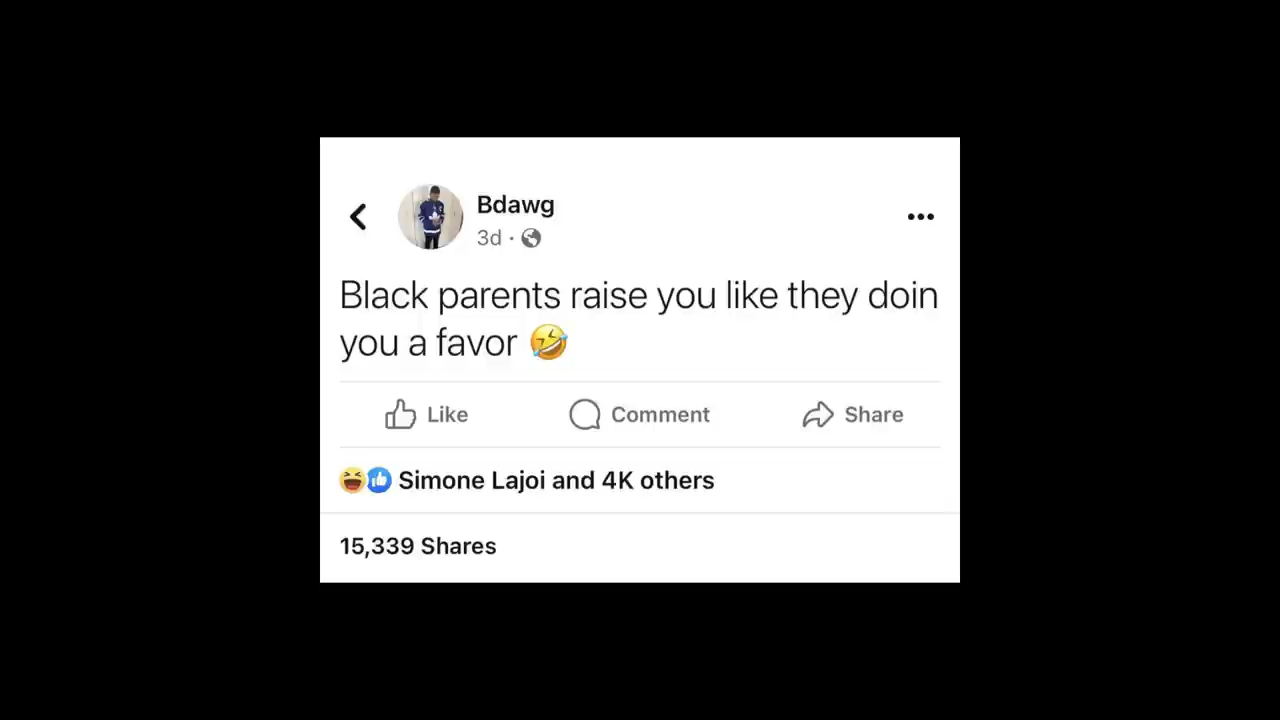 Bdawg
3d ·
Black parents raise you like they doin
you a favor 🤣
Like Comment Share
Simone Lajoi and 4K others
15,339 Shares